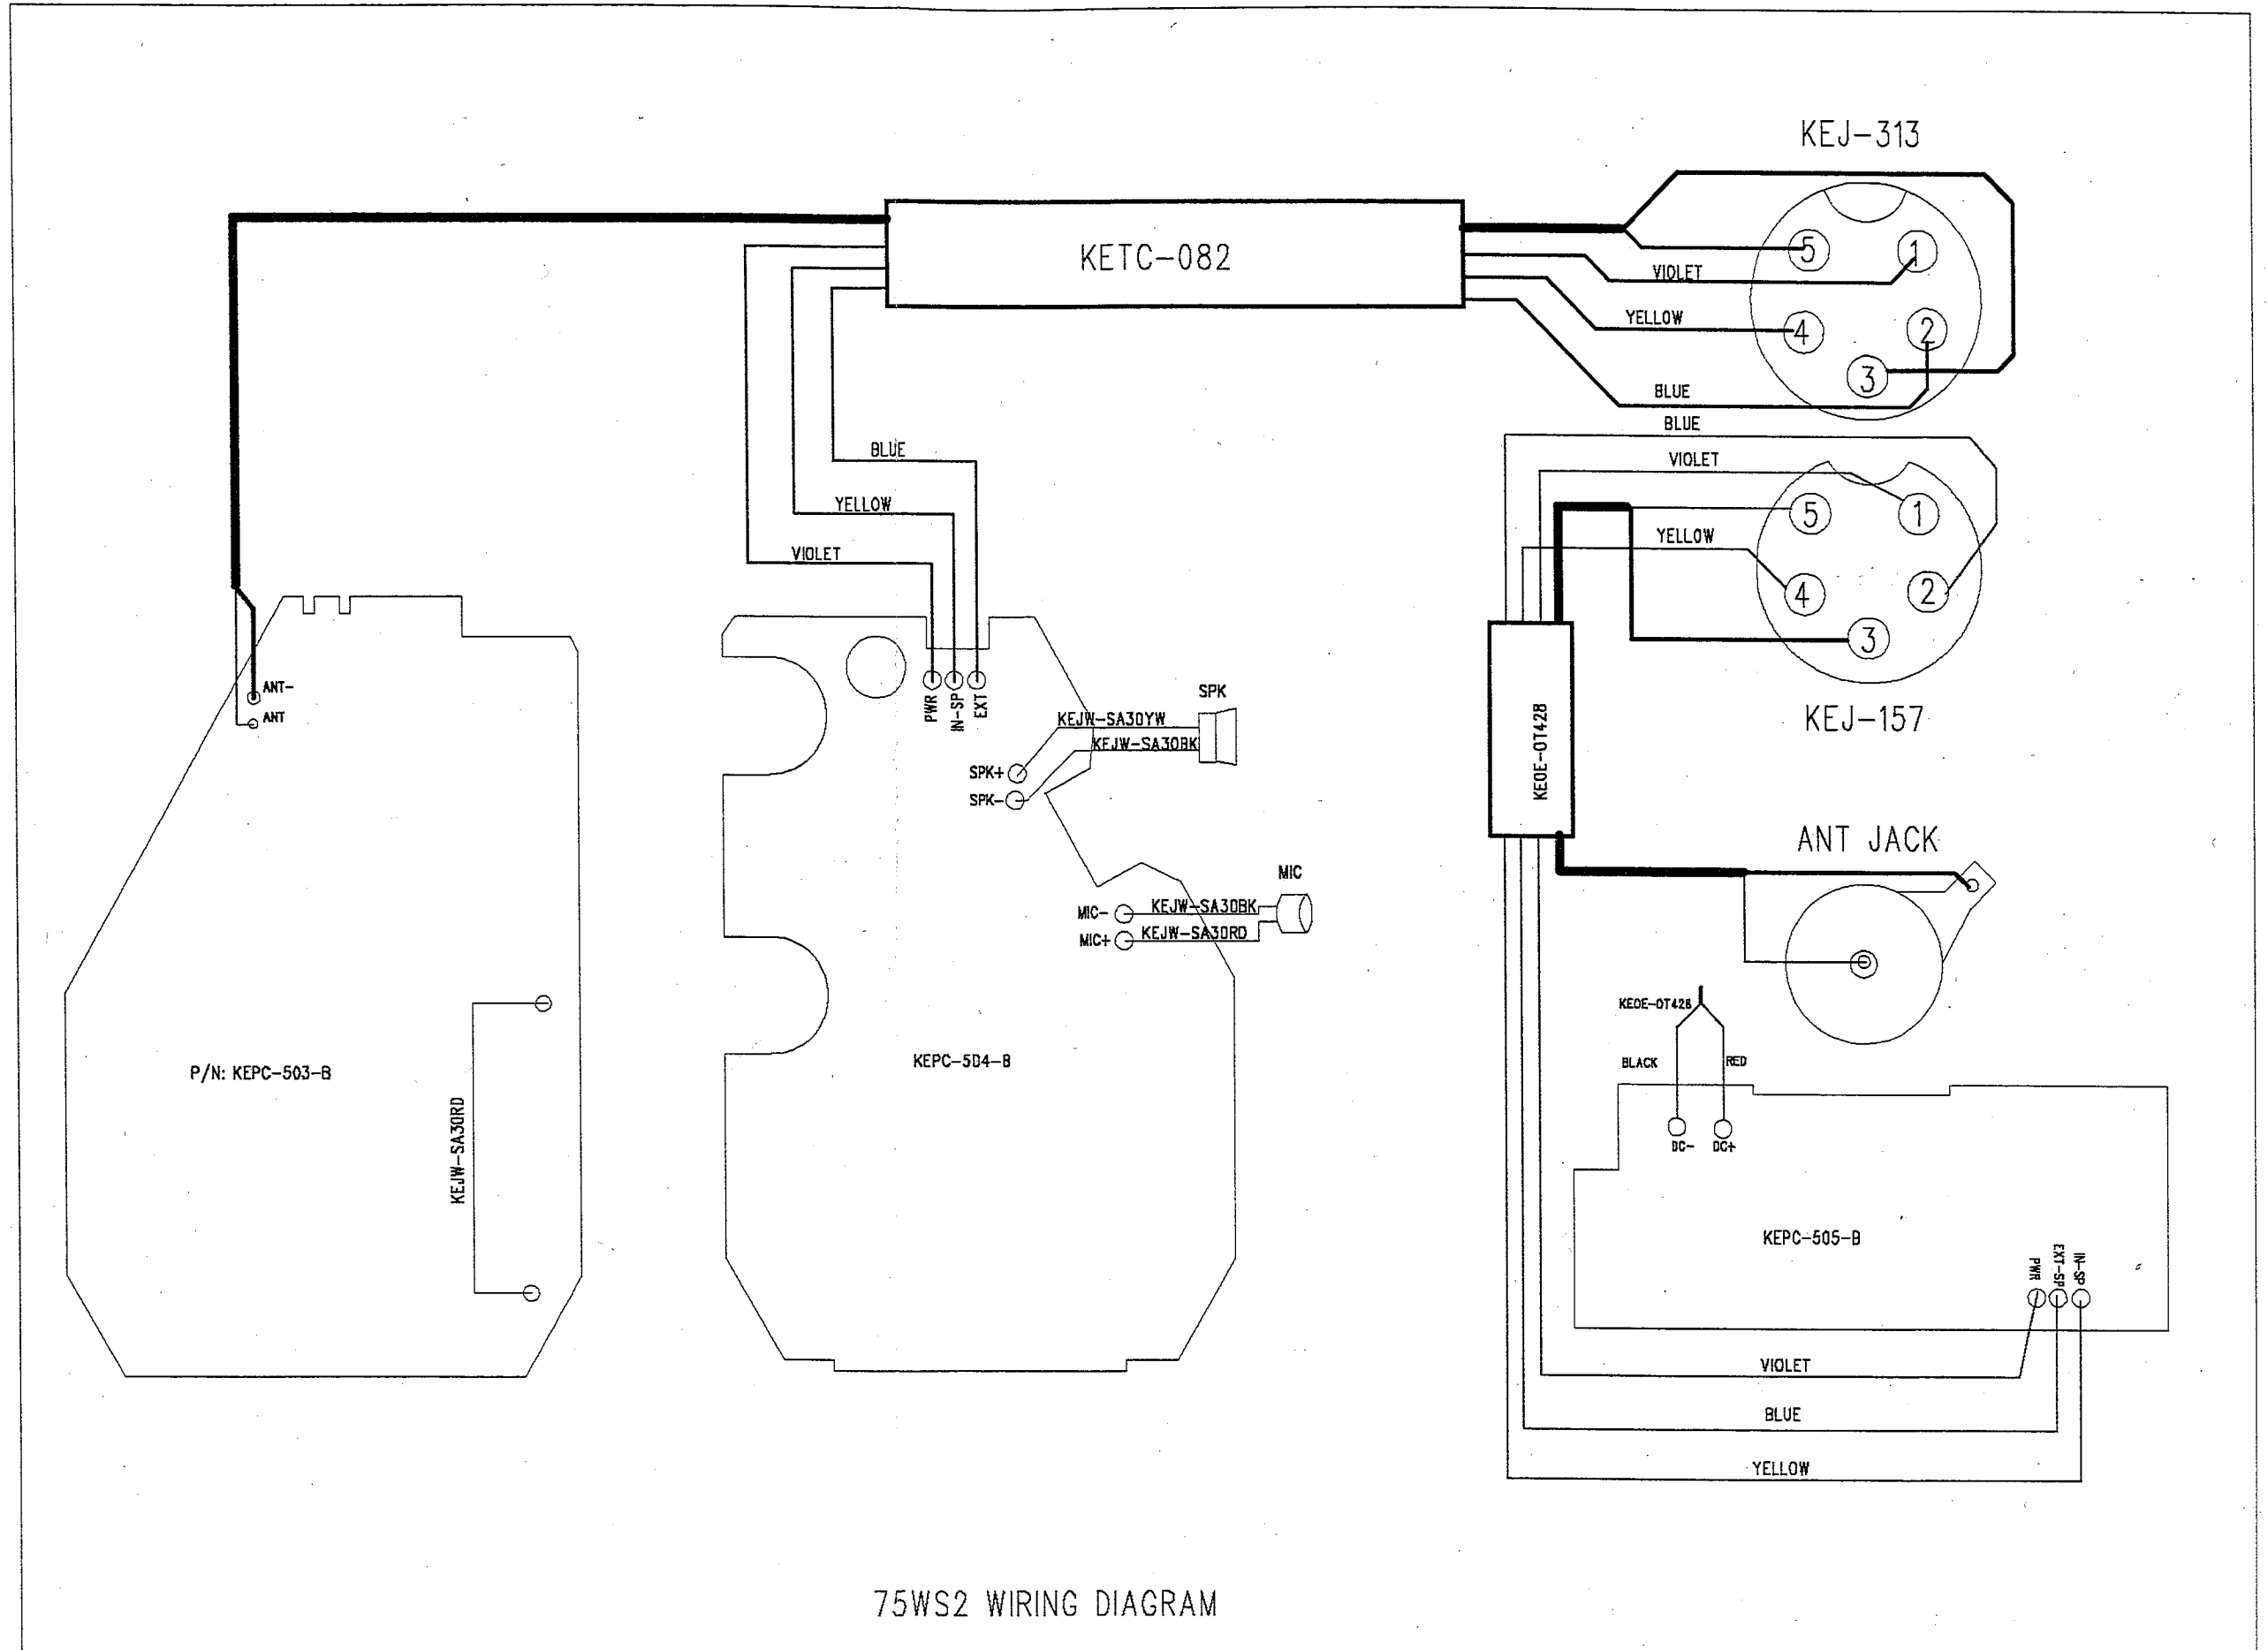 KEJ-313
KETC-082
5
1
VIOLET
YELLOW
4
2
3
BLUE
BLUE
VIOLET
5
1
YELLOW
4
2
3
KEJ-157
BLUE
YELLOW
VIOLET
ANT-
ANT
PWR
IN-SP
EXT
SPK
KEJW-SA30YW
KEJW-SA30BK
SPK+
SPK-
KEOE-OT428
ANT JACK
MIC
MIC-
KEJW-SA30BK
MIC+
KEJW-SA30RD
KEOE-OT428
BLACK
RED
DC-
DC+
P/N: KEPC-503-B
KEJW-SA30RD
KEPC-504-B
KEPC-505-B
PWR
EXT-SP
IN-SP
VIOLET
BLUE
YELLOW
75WS2 WIRING DIAGRAM